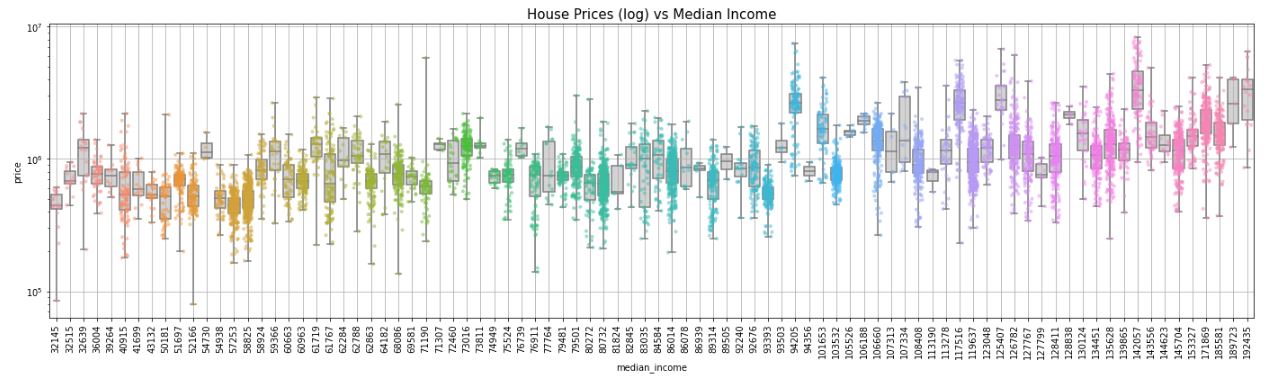 House Prices (log) vs Median Income
10⁷
10⁶
10⁵
price
32145 32515 32639 36004 39264 40915 41699 43132 50181 51697 52166 54730 54938 57253 58825 58924 59366 60663 60963 61719 61767 62284 62788 62863 64182 68086 69581 71190 71307 72460 73016 73811 74949 75524 76739 76911 77764 79481 79501 80272 80732 81824 82845 83035 84584 86014 86078 86939 89314 89505 92240 92676 93393 93503 94205 94356 101653 103532 105526 106188 106660 107313 107334 108408 113190 113278 117516 119637 123048 125407 126782 127767 127799 128411 128838 130124 134451 135628 139865 142057 143556 144623 145704 153327 171869 185581 189723 192435
median_income